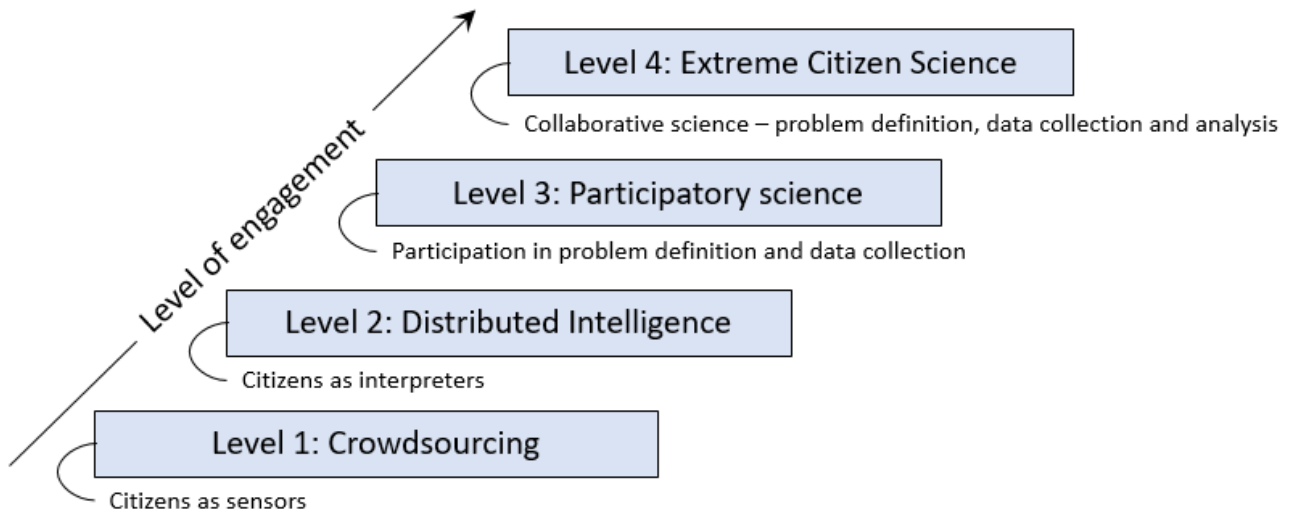 Level 4: Extreme Citizen Science
Collaborative science – problem definition, data collection and analysis
Level of engagement
Level 3: Participatory science
Participation in problem definition and data collection
Level 2: Distributed Intelligence
Citizens as interpreters
Level 1: Crowdsourcing
Citizens as sensors